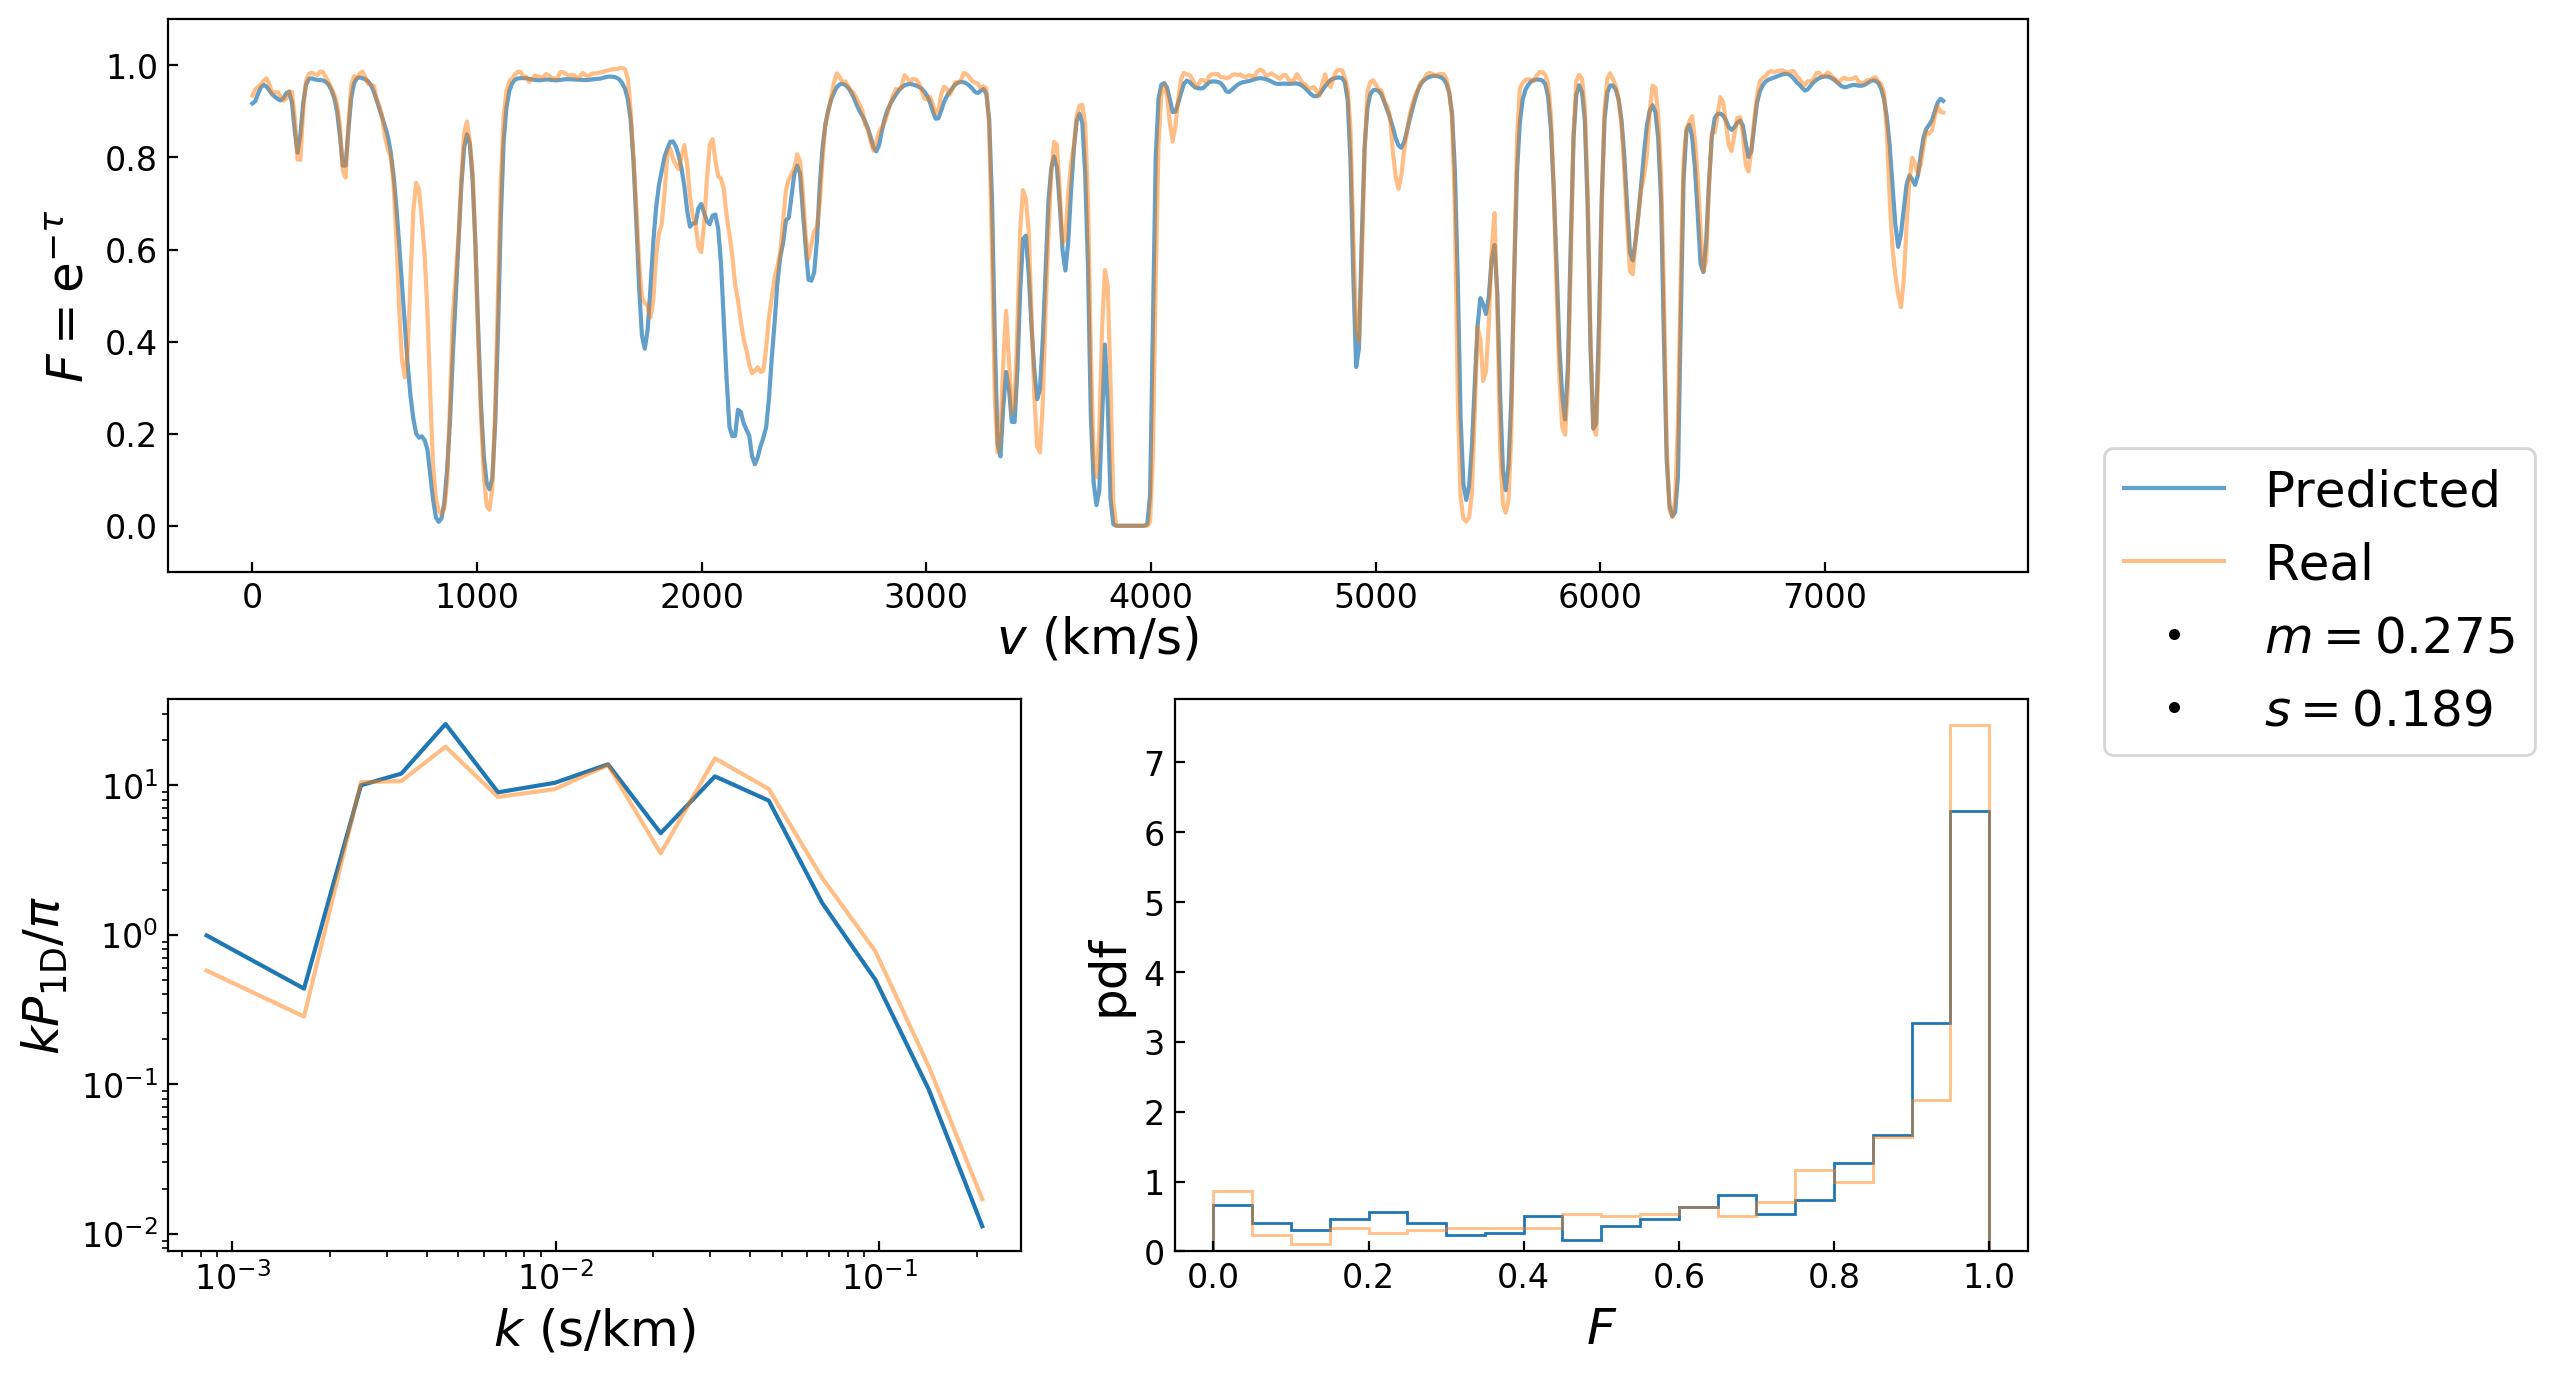 F = e^{-τ}
1.0
0.8
0.6
0.4
0.2
0.0
0 1000 2000 3000 4000 5000 6000 7000
v (km/s)
Predicted
Real
m = 0.275
s = 0.189
kP_{1D}/π
10^1
10^0
10^{-1}
10^{-2}
10^{-3} 10^{-2} 10^{-1}
k (s/km)
pdf
7
6
5
4
3
2
1
0
0.0 0.2 0.4 0.6 0.8 1.0
F